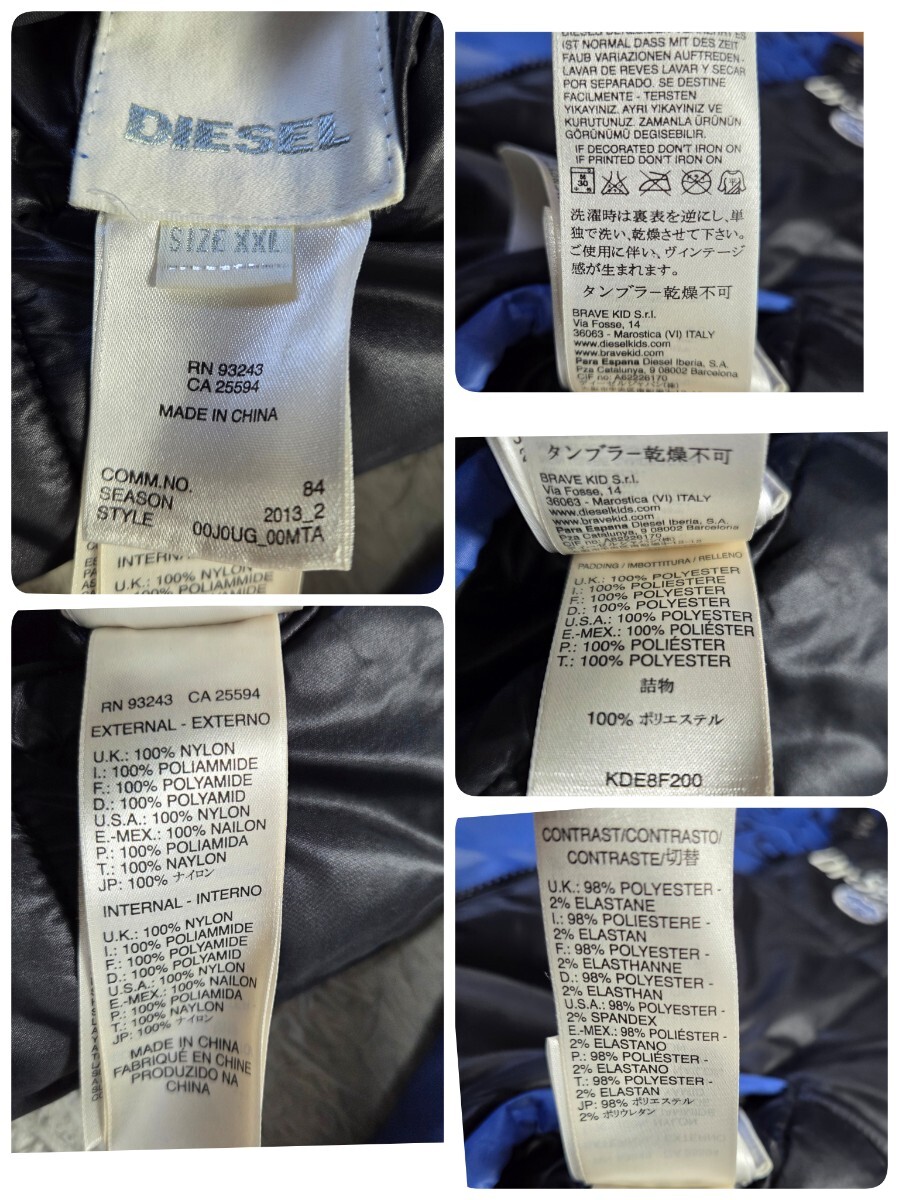 DIESEL
SIZE XXL
RN 93243
CA 25594
MADE IN CHINA
COMM.NO. 84
SEASON 2013_2
STYLE 00J0UG_00MTA
U.K.: 100% NYLON
RN 93243 CA 25594
EXTERNAL - EXTERNO
U.K.: 100% NYLON
I.: 100% POLIAMMIDE
F.: 100% POLYAMIDE
D.: 100% POLYAMID
U.S.A.: 100% NYLON
E.-MEX.: 100% NAILON
P.: 100% POLIAMIDA
T.: 100% NAYLON
JP: 100% ナイロン
INTERNAL - INTERNO
U.K.: 100% NYLON
I.: 100% POLIAMMIDE
F.: 100% POLYAMIDE
D.: 100% POLYAMID
U.S.A.: 100% NYLON
E.-MEX.: 100% NAILON
P.: 100% POLIAMIDA
T.: 100% NAYLON
JP: 100% ナイロン
MADE IN CHINA
FABRIQUÉ EN CHINE
PRODUZIDO NA
CHINA
IST NORMAL DASS MIT DES ZEIT
FAUB VARIATIONEN AUFTREDEN-
LAVAR DE REVES LAVAR Y SECAR
POR SEPARADO. SE DESTINE
FACILMENTE - TERSTEN
YIKAYINIZ. AYRI YIKAYINIZ VE
KURUTUNUZ. ZAMANLA ÜRÜNÜN
GÖRÜNÜMÜ DEGISEBILIR.
IF DECORATED DON'T IRON ON
IF PRINTED DON'T IRON ON
洗濯時は裏表を逆にし、単
独で洗い、乾燥させて下さい。
ご使用に伴い、ヴィンテージ
感が生まれます。
タンブラー乾燥不可
BRAVE KID S.r.l.
Via Fosse, 14
36063 - Marostica (VI) ITALY
www.dieselkids.com
www.bravekid.com
Para Espana Diesel Iberia, S.A.
Pza Catalunya, 9 08002 Barcelona
CIF no: A62226170
タンブラー乾燥不可
BRAVE KID S.r.l.
Via Fosse, 14
36063 - Marostica (VI) ITALY
www.dieselkids.com
www.bravekid.com
Para Espana Diesel Iberia, S.A.
Pza Catalunya, 9 08002 Barcelona
CIF no: A62226170
PADDING / IMBOTTITURA / RELLENO
U.K.: 100% POLYESTER
I.: 100% POLIESTERE
F.: 100% POLYESTER
D.: 100% POLYESTER
U.S.A.: 100% POLYESTER
E.-MEX.: 100% POLIÉSTER
P.: 100% POLIÉSTER
T.: 100% POLYESTER
詰物
100% ポリエステル
KDE8F200
CONTRAST/CONTRASTO/
CONTRASTE/切替
U.K.: 98% POLYESTER -
2% ELASTANE
I.: 98% POLIESTERE -
2% ELASTAN
F.: 98% POLYESTER -
2% ELASTHANNE
D.: 98% POLYESTER -
2% ELASTHAN
U.S.A.: 98% POLYESTER -
2% SPANDEX
E.-MEX.: 98% POLIÉSTER -
2% ELASTANO
P.: 98% POLIÉSTER -
2% ELASTANO
T.: 98% POLYESTER -
2% ELASTAN
JP: 98% ポリエステル
2% ポリウレタン